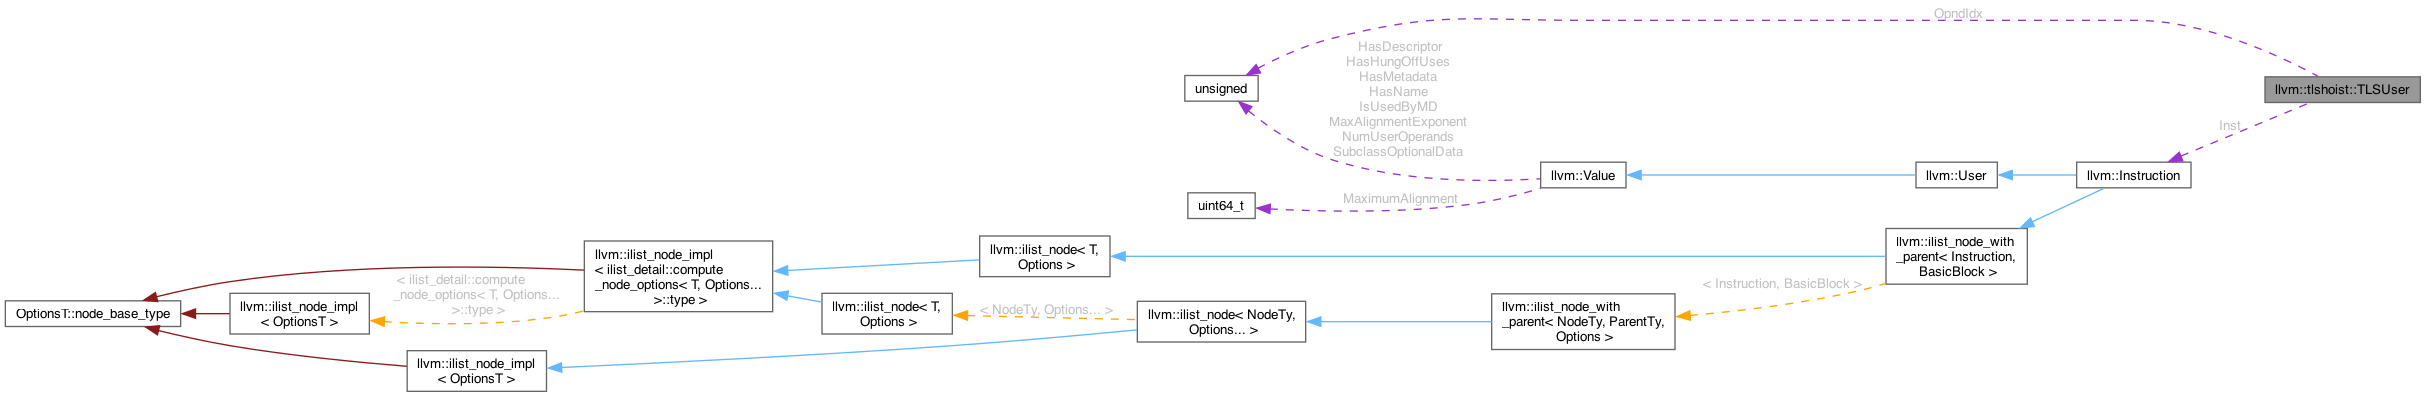 OpndIdx
HasDescriptor
HasHungOffUses
HasMetadata
HasName
IsUsedByMD
MaxAlignmentExponent
NumUserOperands
SubclassOptionalData
unsigned
llvm::tlshoist::TLSUser
Inst
llvm::Value
llvm::User
llvm::Instruction
uint64_t
MaximumAlignment
llvm::ilist_node_with
_parent< Instruction,
BasicBlock >
llvm::ilist_node< T,
Options >
llvm::ilist_node_impl
< ilist_detail::compute
_node_options< T, Options...
>::type >
< ilist_detail::compute
_node_options< T, Options...
>::type >
< Instruction, BasicBlock >
OptionsT::node_base_type
llvm::ilist_node_impl
< OptionsT >
llvm::ilist_node< T,
Options >
< NodeTy, Options... >
llvm::ilist_node< NodeTy,
Options... >
llvm::ilist_node_with
_parent< NodeTy, ParentTy,
Options >
llvm::ilist_node_impl
< OptionsT >